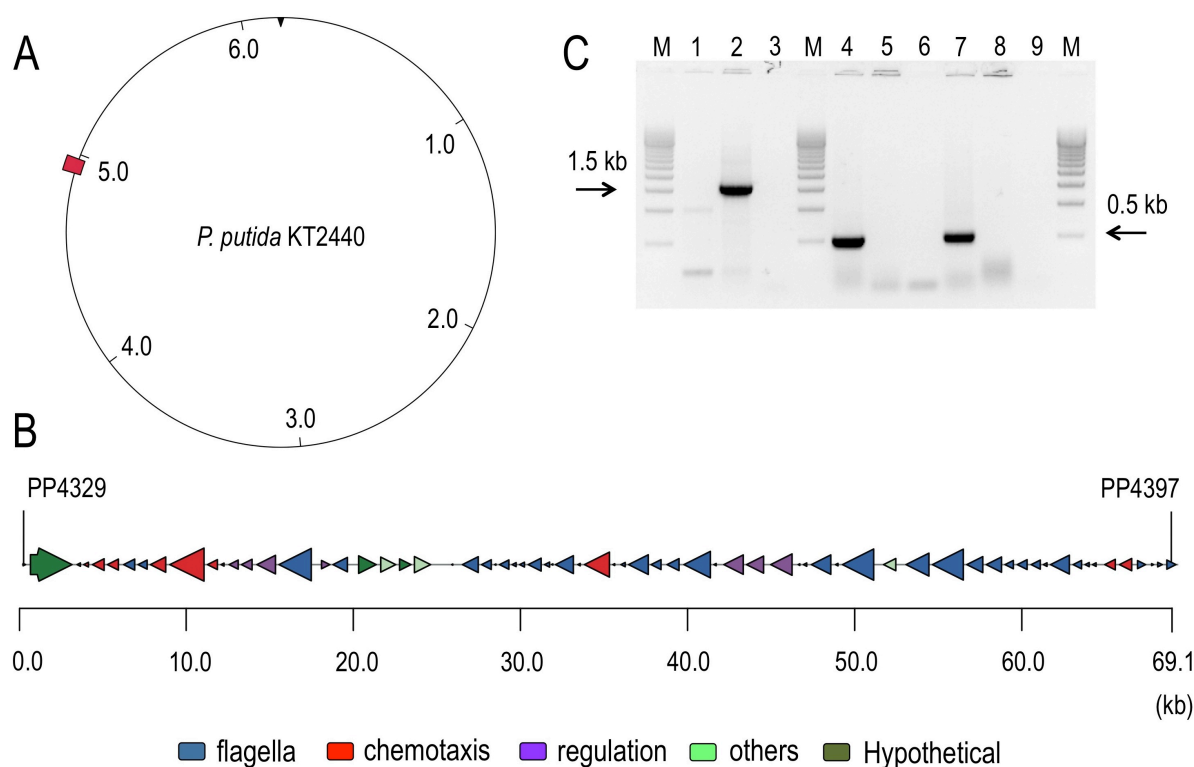 A
6.0
1.0
5.0
P. putida KT2440
2.0
4.0
3.0
C
M 1 2 3 M 4 5 6 7 8 9 M
1.5 kb
0.5 kb
B
PP4329 PP4397
0.0 10.0 20.0 30.0 40.0 50.0 60.0 69.1
(kb)
flagella chemotaxis regulation others Hypothetical